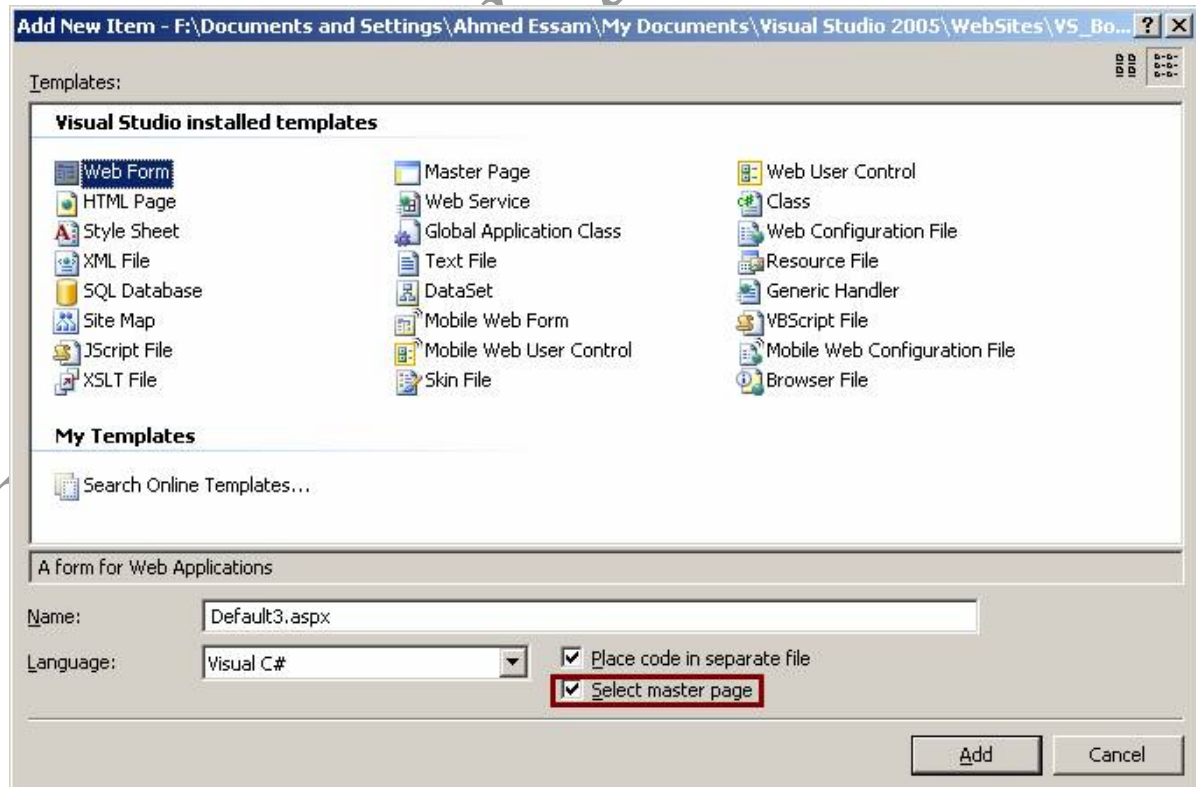 Add New Item - F:\Documents and Settings\Ahmed Essam\My Documents\Visual Studio 2005\WebSites\VS_Bo...
Templates:
Visual Studio installed templates
Web Form
Master Page
Web User Control
HTML Page
Web Service
Class
Style Sheet
Global Application Class
Web Configuration File
XML File
Text File
Resource File
SQL Database
DataSet
Generic Handler
Site Map
Mobile Web Form
VBScript File
JScript File
Mobile Web User Control
Mobile Web Configuration File
XSLT File
Skin File
Browser File
My Templates
Search Online Templates...
A form for Web Applications
Name:
Default3.aspx
Language:
Visual C#
Place code in separate file
Select master page
Add
Cancel